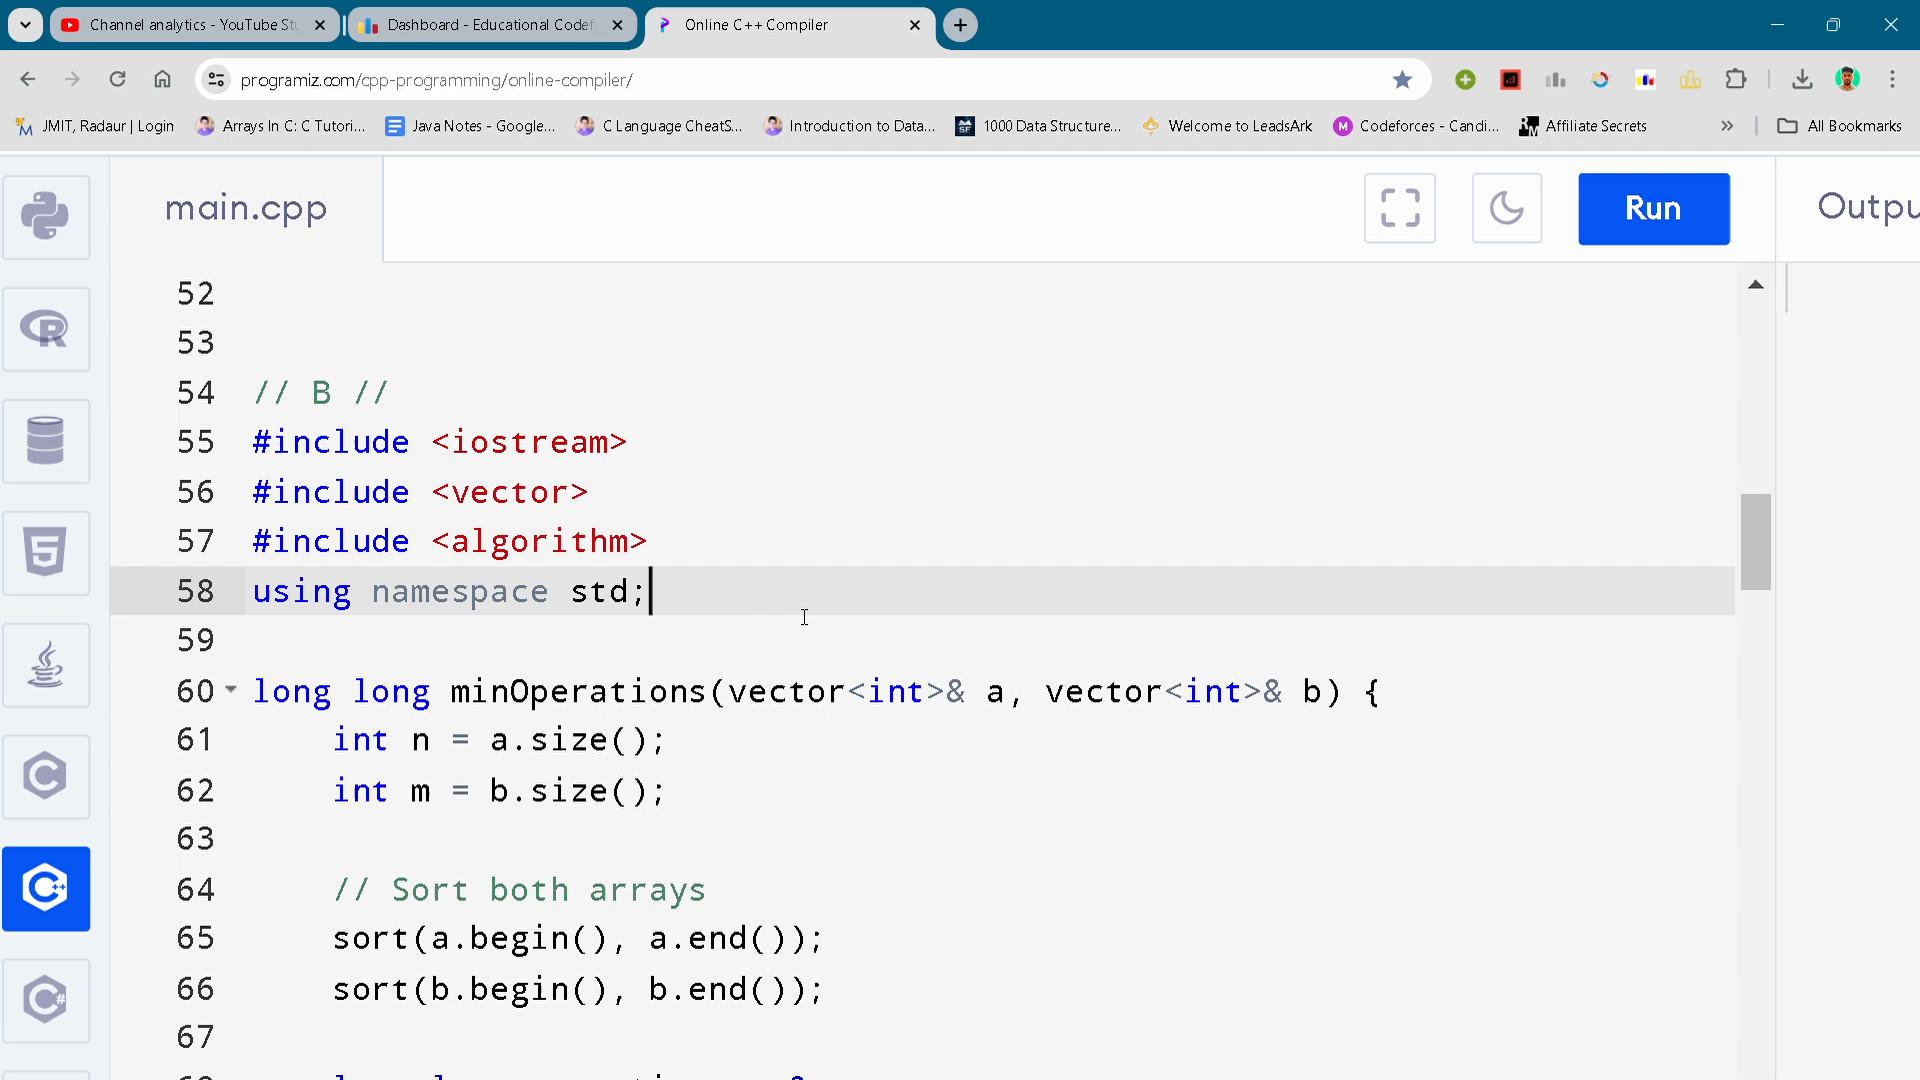 Channel analytics - YouTube Stu
Dashboard - Educational Codef
Online C++ Compiler
programiz.com/cpp-programming/online-compiler/
JMIT, Radaur | Login
Arrays In C: C Tutori...
Java Notes - Google...
C Language CheatS...
Introduction to Data...
1000 Data Structure...
Welcome to LeadsArk
Codeforces - Candi...
Affiliate Secrets
All Bookmarks
main.cpp
Run
Outpu
52
53
54 // B //
55 #include <iostream>
56 #include <vector>
57 #include <algorithm>
58 using namespace std;
59
60 long long minOperations(vector<int>& a, vector<int>& b) {
61 int n = a.size();
62 int m = b.size();
63
64 // Sort both arrays
65 sort(a.begin(), a.end());
66 sort(b.begin(), b.end());
67